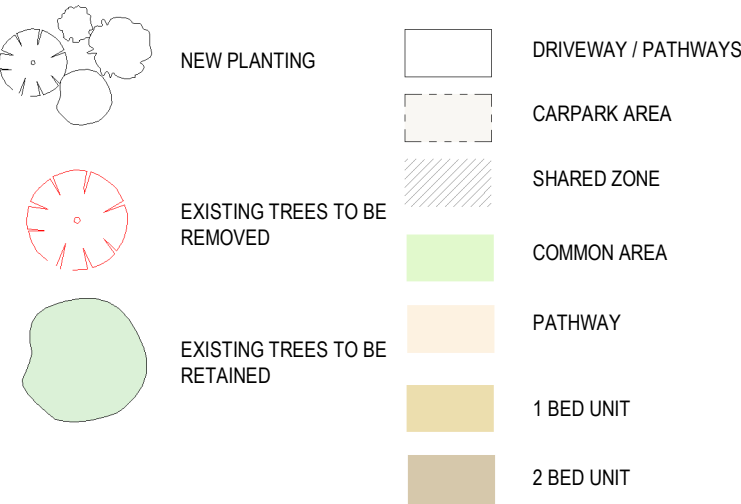 NEW PLANTING
EXISTING TREES TO BE
REMOVED
EXISTING TREES TO BE
RETAINED
DRIVEWAY / PATHWAYS
CARPARK AREA
SHARED ZONE
COMMON AREA
PATHWAY
1 BED UNIT
2 BED UNIT